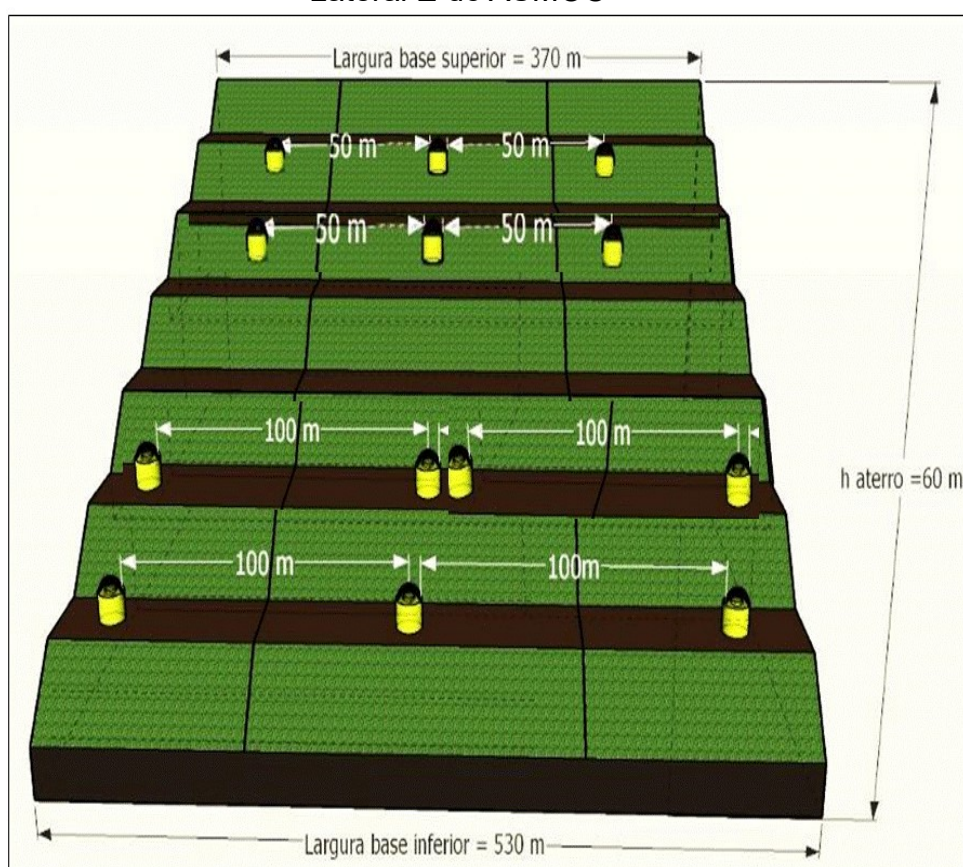 Largura base superior = 370 m
50 m 50 m
50 m 50 m
100 m 100 m
h aterro =60 m
100 m 100m
Largura base inferior = 530 m